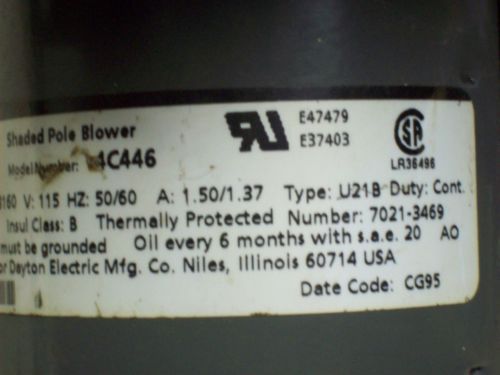 Shaded Pole Blower
Model Number: 4C446
E47479
E37403
LR36496
3160 V: 115 HZ: 50/60 A: 1.50/1.37 Type: U21B Duty: Cont.
Insul Class: B Thermally Protected Number: 7021-3469
must be grounded Oil every 6 months with s.a.e. 20 AO
or Dayton Electric Mfg. Co. Niles, Illinois 60714 USA
Date Code: CG95